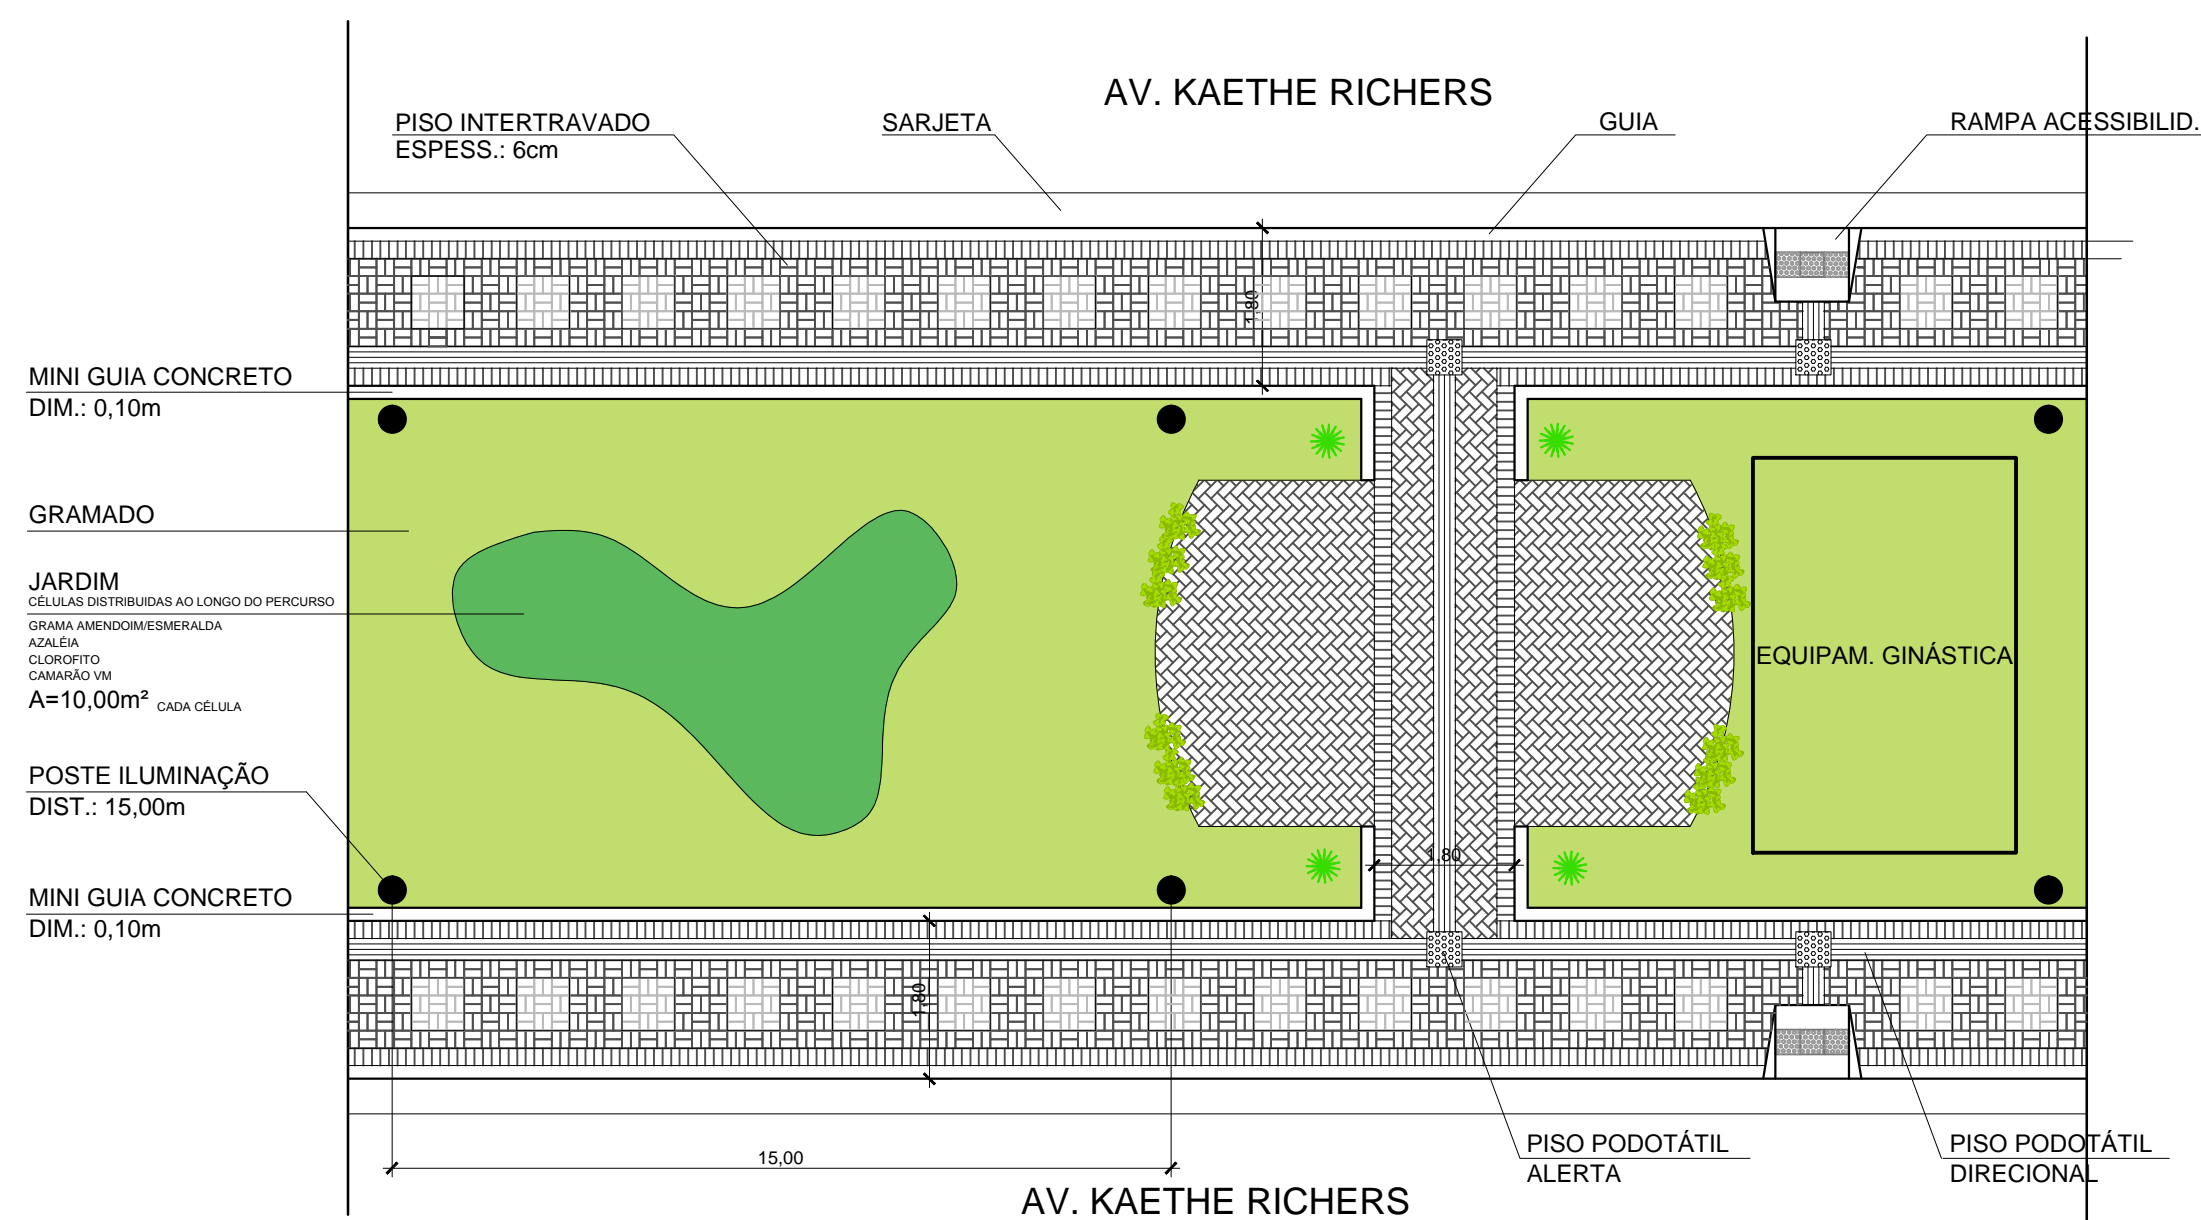 AV. KAETHE RICHERS
PISO INTERTRAVADO
ESPESS.: 6cm
SARJETA
GUIA
RAMPA ACESSIBILID.
1,80
MINI GUIA CONCRETO
DIM.: 0,10m
GRAMADO
JARDIM
CÉLULAS DISTRIBUIDAS AO LONGO DO PERCURSO
GRAMA AMENDOIM/ESMERALDA
AZALÉIA
CLOROFITO
CAMARÃO VM
A=10,00m² CADA CÉLULA
EQUIPAM. GINÁSTICA
POSTE ILUMINAÇÃO
DIST.: 15,00m
1,80
MINI GUIA CONCRETO
DIM.: 0,10m
1,80
PISO PODOTÁTIL
ALERTA
PISO PODOTÁTIL
DIRECIONAL
15,00
AV. KAETHE RICHERS